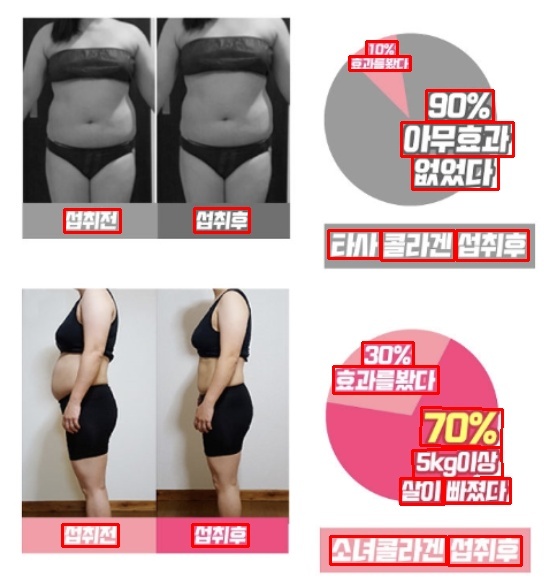 10%
효과를봤다
90%
아무효과
없었다
섭취전 섭취후
타사 콜라겐 섭취후
30%
효과를봤다
70%
5kg이상
살이 빠졌다
섭취전 섭취후
소녀콜라겐 섭취후